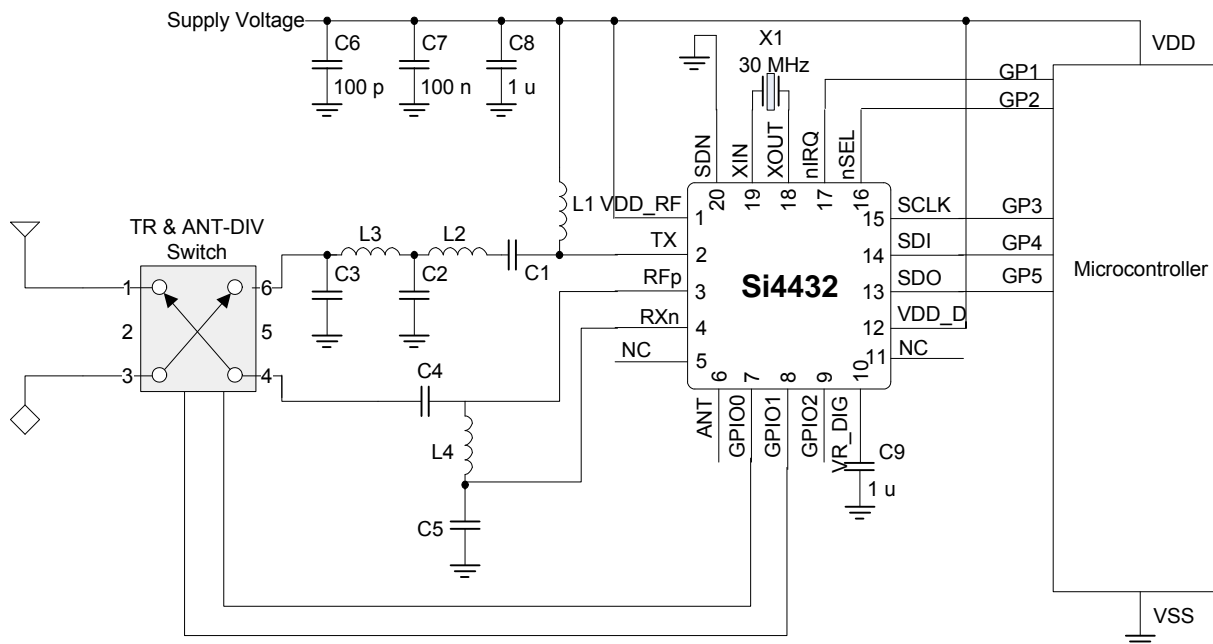 Supply Voltage
C6
100 p
C7
100 n
C8
1 u
X1
30 MHz
VDD
GP1
GP2
SDN
XIN
XOUT
nIRQ
nSEL
20
19
18
17
16
L1
VDD_RF
1
15
SCLK
GP3
TR & ANT-DIV
Switch
L3
L2
TX
2
14
SDI
GP4
C3
C2
C1
RFp
3
Si4432
13
SDO
GP5
Microcontroller
1
6
2
5
3
4
RXn
4
12
VDD_D
NC
5
11
NC
6
7
8
9
10
C4
ANT
GPIO0
GPIO1
GPIO2
VR_DIG
L4
C9
1 u
C5
VSS